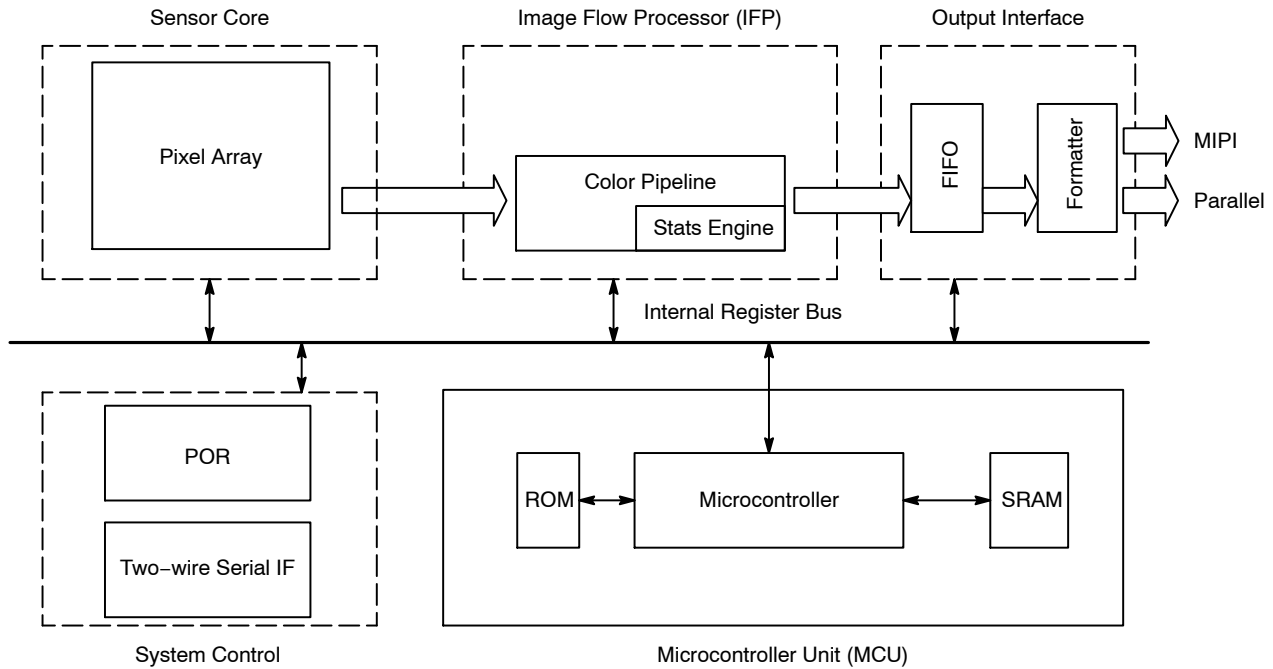 Sensor Core
Image Flow Processor (IFP)
Output Interface
Pixel Array
Color Pipeline
Stats Engine
FIFO
Formatter
MIPI
Parallel
Internal Register Bus
POR
Two−wire Serial IF
ROM
Microcontroller
SRAM
System Control
Microcontroller Unit (MCU)